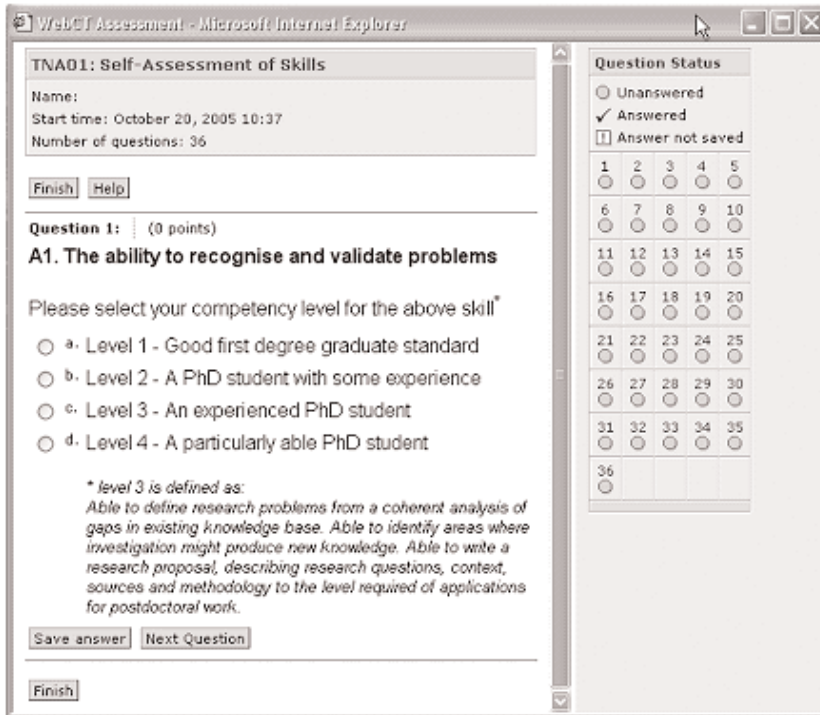 WebCT Assessment - Microsoft Internet Explorer
TNA01: Self-Assessment of Skills
Name:
Start time: October 20, 2005 10:37
Number of questions: 36
Finish Help
Question 1: (0 points)
A1. The ability to recognise and validate problems
Please select your competency level for the above skill*
a. Level 1 - Good first degree graduate standard
b. Level 2 - A PhD student with some experience
c. Level 3 - An experienced PhD student
d. Level 4 - A particularly able PhD student
* level 3 is defined as:
Able to define research problems from a coherent analysis of
gaps in existing knowledge base. Able to identify areas where
investigation might produce new knowledge. Able to write a
research proposal, describing research questions, context,
sources and methodology to the level required of applications
for postdoctoral work.
Save answer Next Question
Finish
Question Status
Unanswered
✓ Answered
! Answer not saved
1 2 3 4 5
6 7 8 9 10
11 12 13 14 15
16 17 18 19 20
21 22 23 24 25
26 27 28 29 30
31 32 33 34 35
36